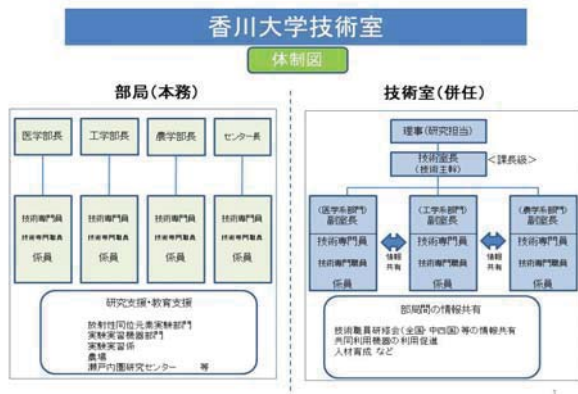 香川大学技術室
体制図
部局(本務)
医学部長
工学部長
農学部長
センター長
技術専門員
技術専門職員
係員
技術専門員
技術専門職員
係員
技術専門員
技術専門職員
係員
技術専門員
技術専門職員
係員
研究支援・教育支援
放射性同位元素実験部門
実験実習機器部門
実験実習係
農場
瀬戸内圏研究センター 等
技術室(併任)
理事(研究担当)
技術室長
(技術主幹)
<課長級>
(医学系部門)
副室長
技術専門員
技術専門職員
係員
情報
共有
(工学系部門)
副室長
技術専門員
技術専門職員
係員
情報
共有
(農学系部門)
副室長
技術専門員
技術専門職員
係員
部局間の情報共有
技術職員研修会(全国・中四国)等の情報共有
共同利用機器の利用促進
人材育成 など